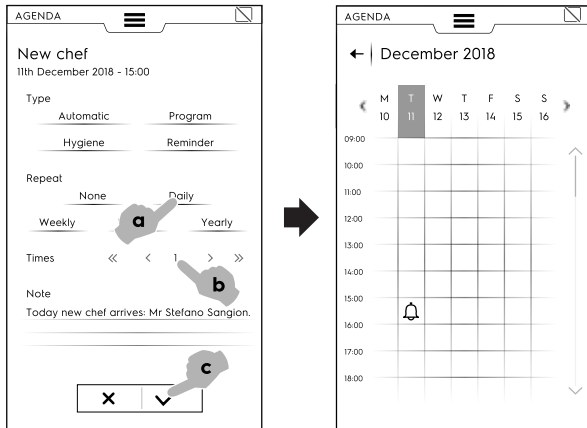 AGENDA
New chef
11th December 2018 - 15:00
Type
Automatic Program
Hygiene Reminder
Repeat
None Daily
Weekly Yearly
a
Times « < 1 > »
b
Note
Today new chef arrives: Mr Stefano Sangion.
c
AGENDA
December 2018
M T W T F S S
10 11 12 13 14 15 16
09:00
10:00
11:00
12:00
13:00
14:00
15:00
16:00
17:00
18:00